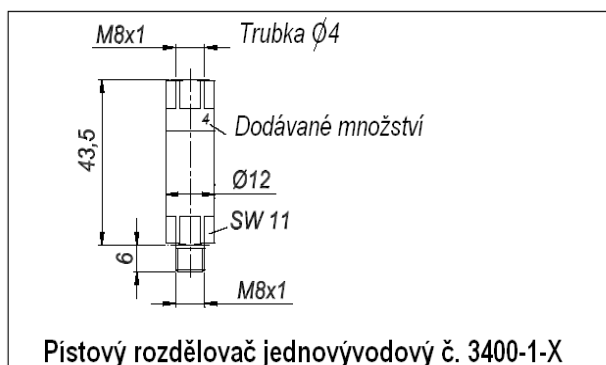 M8x1 Trubka Ø4
4 Dodávané množství
43,5
Ø12
SW 11
6
M8x1
Pístový rozdělovač jednovývodový č. 3400-1-X